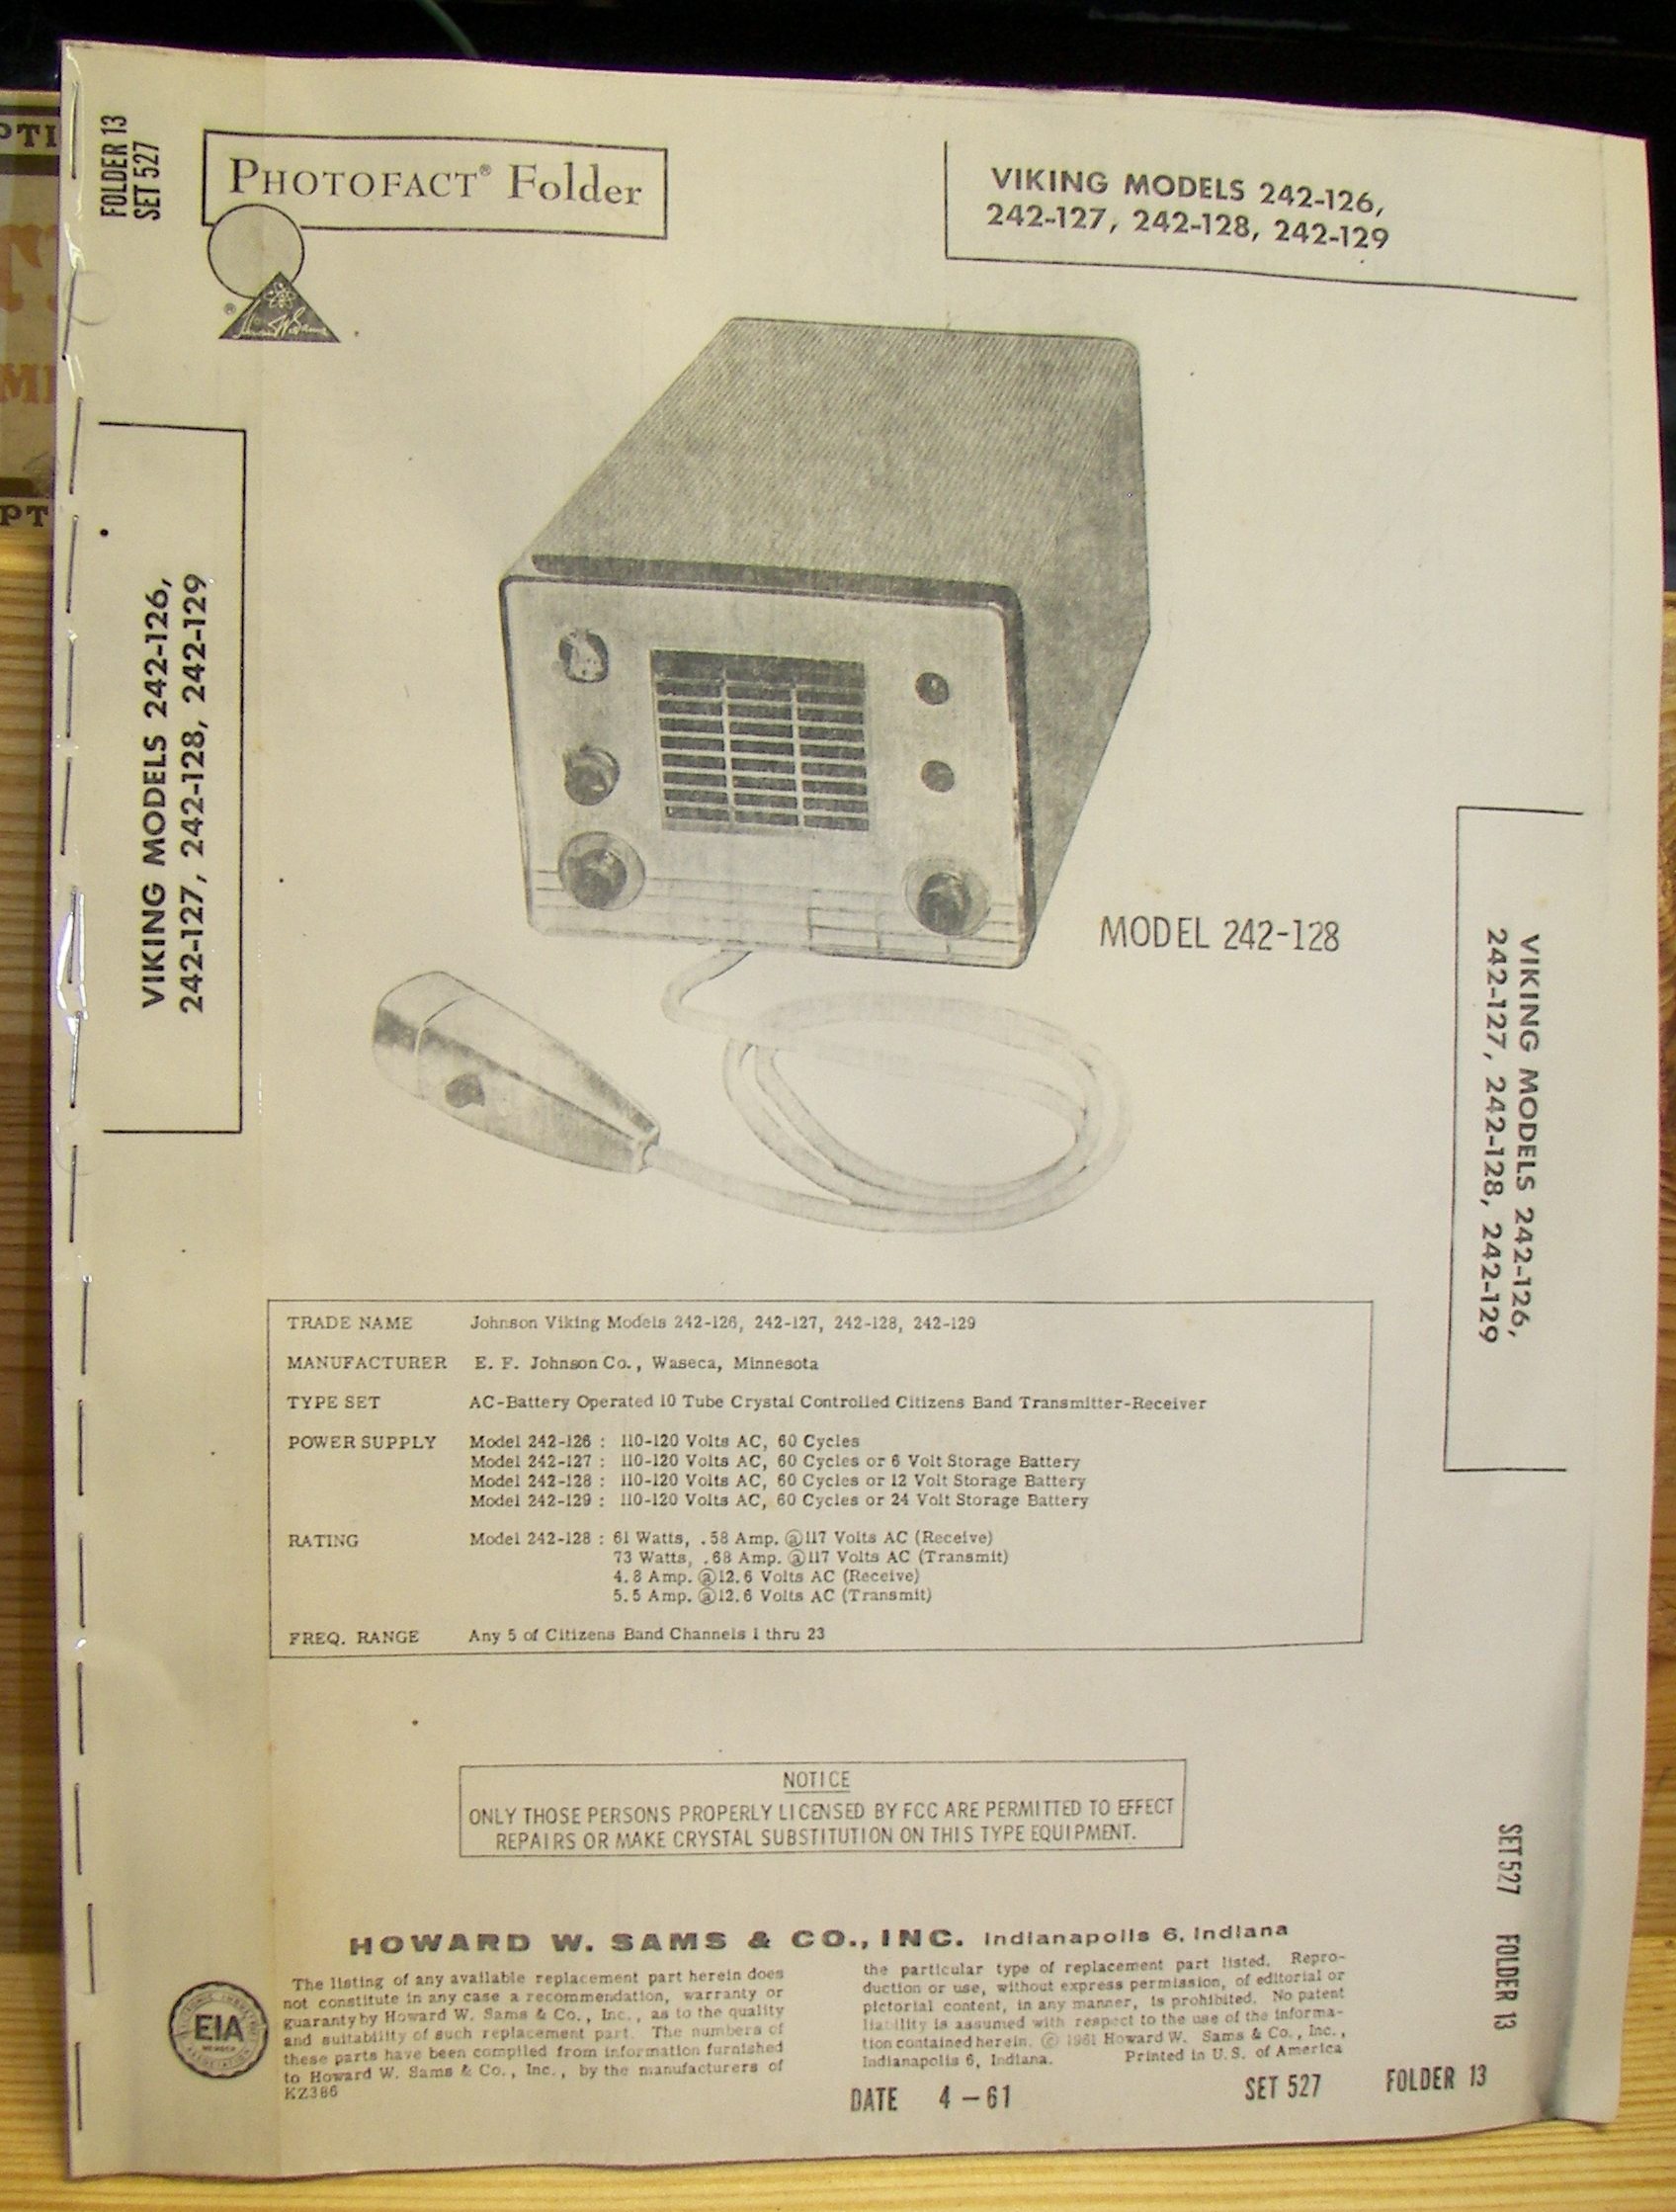 FOLDER 13
SET 527
PHOTOFACT® Folder
VIKING MODELS 242-126,
242-127, 242-128, 242-129
VIKING MODELS 242-126,
242-127, 242-128, 242-129
MODEL 242-128
VIKING MODELS 242-126,
242-127, 242-128, 242-129
TRADE NAME Johnson Viking Models 242-126, 242-127, 242-128, 242-129
MANUFACTURER E. F. Johnson Co., Waseca, Minnesota
TYPE SET AC-Battery Operated 10 Tube Crystal Controlled Citizens Band Transmitter-Receiver
POWER SUPPLY Model 242-126 : 110-120 Volts AC, 60 Cycles
Model 242-127 : 110-120 Volts AC, 60 Cycles or 6 Volt Storage Battery
Model 242-128 : 110-120 Volts AC, 60 Cycles or 12 Volt Storage Battery
Model 242-129 : 110-120 Volts AC, 60 Cycles or 24 Volt Storage Battery
RATING Model 242-128 : 61 Watts, .58 Amp. @117 Volts AC (Receive)
73 Watts, .68 Amp. @117 Volts AC (Transmit)
4.8 Amp. @12.6 Volts AC (Receive)
5.5 Amp. @12.6 Volts AC (Transmit)
FREQ. RANGE Any 5 of Citizens Band Channels 1 thru 23
NOTICE
ONLY THOSE PERSONS PROPERLY LICENSED BY FCC ARE PERMITTED TO EFFECT
REPAIRS OR MAKE CRYSTAL SUBSTITUTION ON THIS TYPE EQUIPMENT.
SET 527 FOLDER 13
HOWARD W. SAMS & CO., INC. Indianapolis 6, Indiana
The listing of any available replacement part herein does
not constitute in any case a recommendation, warranty or
guaranty by Howard W. Sams & Co., Inc., as to the quality
and suitability of such replacement part. The numbers of
these parts have been compiled from information furnished
to Howard W. Sams & Co., Inc., by the manufacturers of
KZ386
the particular type of replacement part listed. Repro-
duction or use, without express permission, of editorial or
pictorial content, in any manner, is prohibited. No patent
liability is assumed with respect to the use of the informa-
tion contained herein. © 1961 Howard W. Sams & Co., Inc.,
Indianapolis 6, Indiana. Printed in U.S. of America
EIA
MEMBER
DATE 4-61
SET 527 FOLDER 13